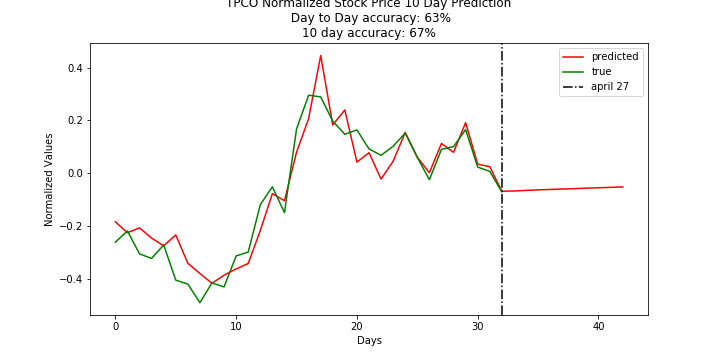 TPCO Normalized Stock Price 10 Day Prediction
Day to Day accuracy: 63%
10 day accuracy: 67%
predicted
true
april 27
0.4
0.2
0.0
−0.2
−0.4
Normalized Values
0
10
20
30
40
Days